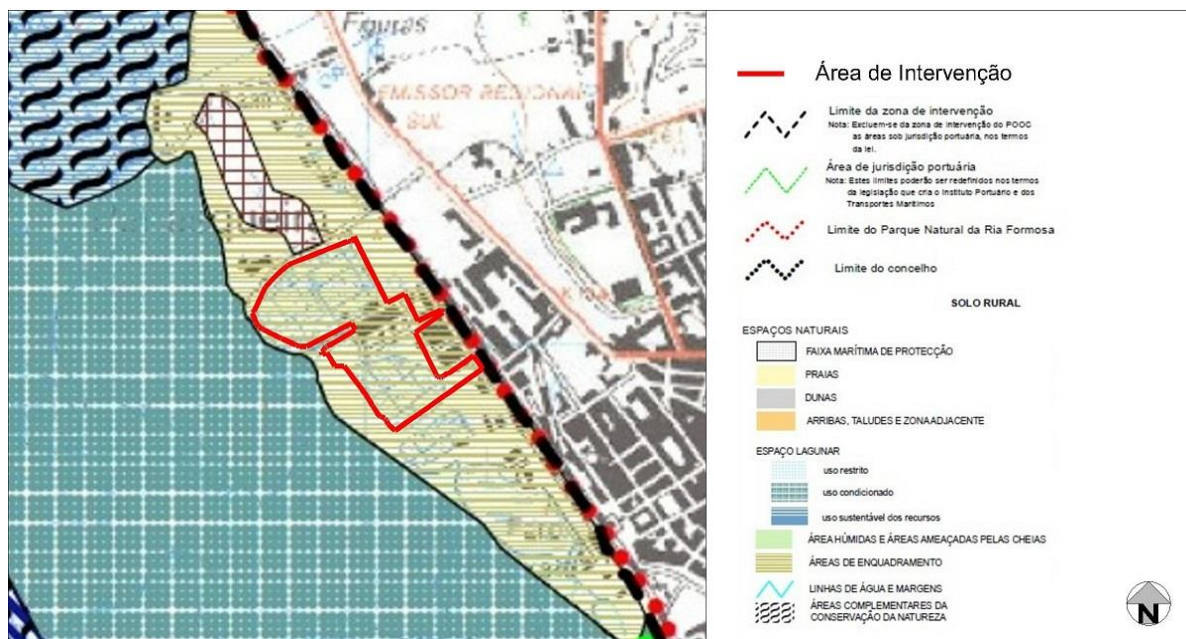 Figuras
EMISSOR REGIONAL
SUL
Área de Intervenção
Limite da zona de intervenção
Nota: Excluem-se da zona de intervenção do POOC
as áreas sob jurisdição portuária, nos termos
da lei.
Área de jurisdição portuária
Nota: Estes limites poderão ser redefinidos nos termos
da legislação que cria o Instituto Portuário e dos
Transportes Marítimos
Limite do Parque Natural da Ria Formosa
Limite do concelho
SOLO RURAL
ESPAÇOS NATURAIS
FAIXA MARÍTIMA DE PROTECÇÃO
PRAIAS
DUNAS
ARRIBAS, TALUDES E ZONA ADJACENTE
ESPAÇO LAGUNAR
uso restrito
uso condicionado
uso sustentável dos recursos
ÁREA HÚMIDAS E ÁREAS AMEAÇADAS PELAS CHEIAS
ÁREAS DE ENQUADRAMENTO
LINHAS DE ÁGUA E MARGENS
ÁREAS COMPLEMENTARES DA
CONSERVAÇÃO DA NATUREZA
N